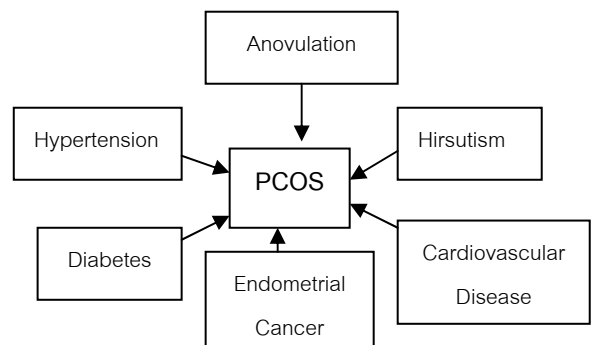 Anovulation
Hypertension
Hirsutism
PCOS
Diabetes
Cardiovascular
Disease
Endometrial
Cancer